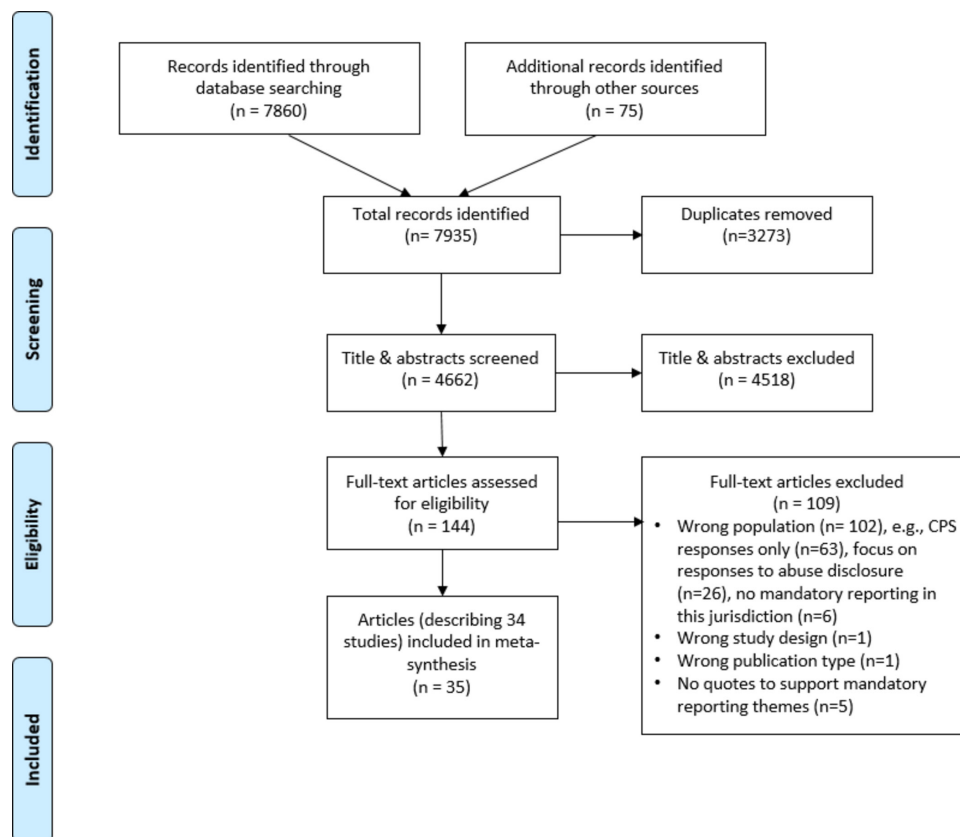 Identification
Records identified through
database searching
(n = 7860)
Additional records identified
through other sources
(n = 75)
Total records identified
(n= 7935)
Duplicates removed
(n=3273)
Screening
Title & abstracts screened
(n = 4662)
Title & abstracts excluded
(n = 4518)
Eligibility
Full-text articles assessed
for eligibility
(n = 144)
Full-text articles excluded
(n = 109)
• Wrong population (n= 102), e.g., CPS
responses only (n=63), focus on
responses to abuse disclosure
(n=26), no mandatory reporting in
this jurisdiction (n=6)
• Wrong study design (n=1)
• Wrong publication type (n=1)
• No quotes to support mandatory
reporting themes (n=5)
Included
Articles (describing 34
studies) included in meta-
synthesis
(n = 35)